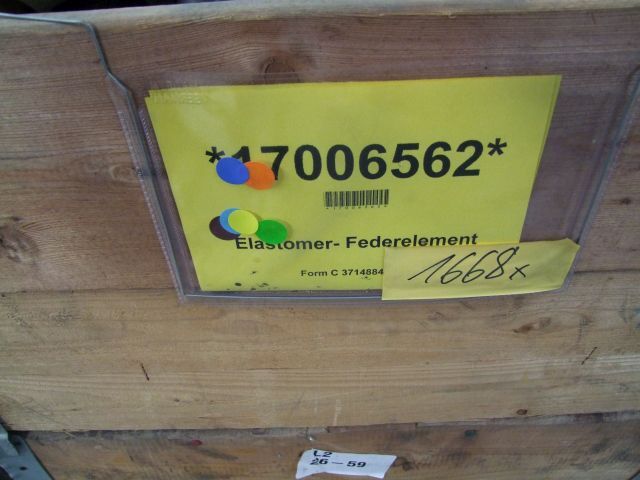 *17006562*
Elastomer- Federelement
Form C 3714884
1668x
L2
26-59